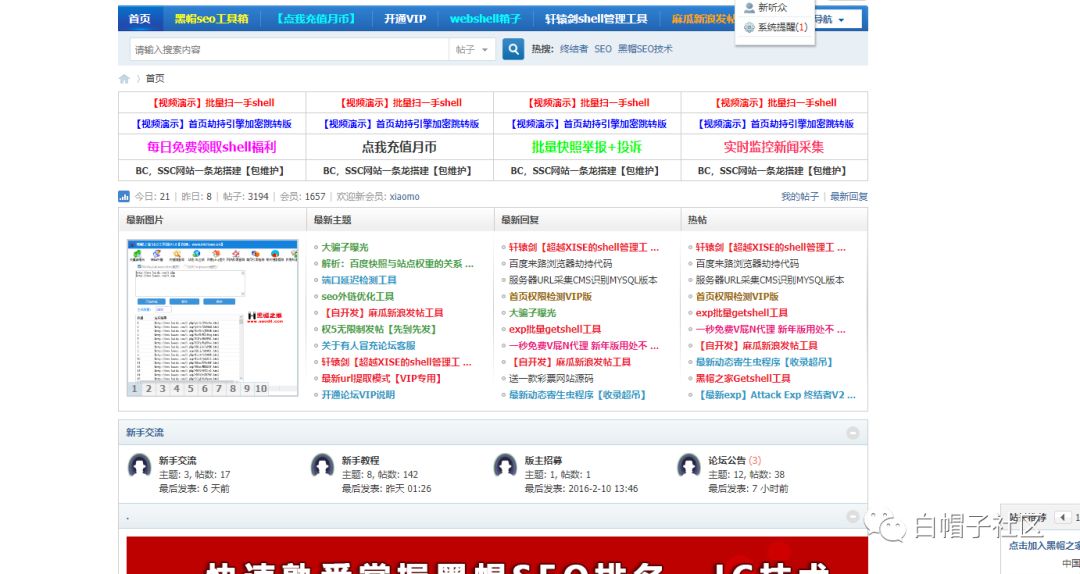 首页 黑帽seo工具箱 【点我充值月币】 开通VIP webshell箱子 轩辕剑shell管理工具 麻瓜新浪发帖
新听众
导航
系统提醒(1)
请输入搜索内容 帖子 热搜: 终结者 SEO 黑帽SEO技术
首页
【视频演示】批量扫一手shell 【视频演示】批量扫一手shell 【视频演示】批量扫一手shell 【视频演示】批量扫一手shell
【视频演示】首页劫持引擎加密跳转版 【视频演示】首页劫持引擎加密跳转版 【视频演示】首页劫持引擎加密跳转版 【视频演示】首页劫持引擎加密跳转版
每日免费领取shell福利 点我充值月币 批量快照举报+投诉 实时监控新闻采集
BC，SSC网站一条龙搭建【包维护】 BC，SSC网站一条龙搭建【包维护】 BC，SSC网站一条龙搭建【包维护】 BC，SSC网站一条龙搭建【包维护】
今日: 21 | 昨日: 8 | 帖子: 3194 | 会员: 1657 | 欢迎新会员: xiaomo 我的帖子 | 最新回复
最新图片 最新主题 最新回复 热帖
大骗子曝光 轩辕剑【超越XISE的shell管理工 ... 轩辕剑【超越XISE的shell管理工 ...
解析：百度快照与站点权重的关系 ... 百度来路浏览器劫持代码 百度来路浏览器劫持代码
端口延迟检测工具 服务器URL采集CMS识别MYSQL版本 服务器URL采集CMS识别MYSQL版本
seo外链优化工具 首页权限检测VIP版 首页权限检测VIP版
【自开发】麻瓜新浪发帖工具 大骗子曝光 exp批量getshell工具
权5无限制发帖【先到先发】 exp批量getshell工具 一秒免费V层N代理 新年版用处不 ...
关于有人冒充论坛客服 一秒免费V层N代理 新年版用处不 ... 【自开发】麻瓜新浪发帖工具
轩辕剑【超越XISE的shell管理工 ... 【自开发】麻瓜新浪发帖工具 最新动态寄生虫程序【收录超吊】
最新url提取模式【VIP专用】 送一款彩票网站源码 黑帽之家Getshell工具
开通论坛VIP说明 最新动态寄生虫程序【收录超吊】 【最新exp】Attack Exp 终结者V2 ...
黑帽之家
1 2 3 4 5 6 7 8 9 10
新手交流
新手交流 新手教程 版主招募 论坛公告 (3)
主题: 3, 帖数: 17 主题: 8, 帖数: 142 主题: 1, 帖数: 1 主题: 12, 帖数: 38
最后发表: 6 天前 最后发表: 昨天 01:26 最后发表: 2016-2-10 13:46 最后发表: 7 小时前
.
站长推荐 1
白帽子社区
点击加入黑帽之家
中国
快速熟悉掌握黑帽SEO排名 JC技术